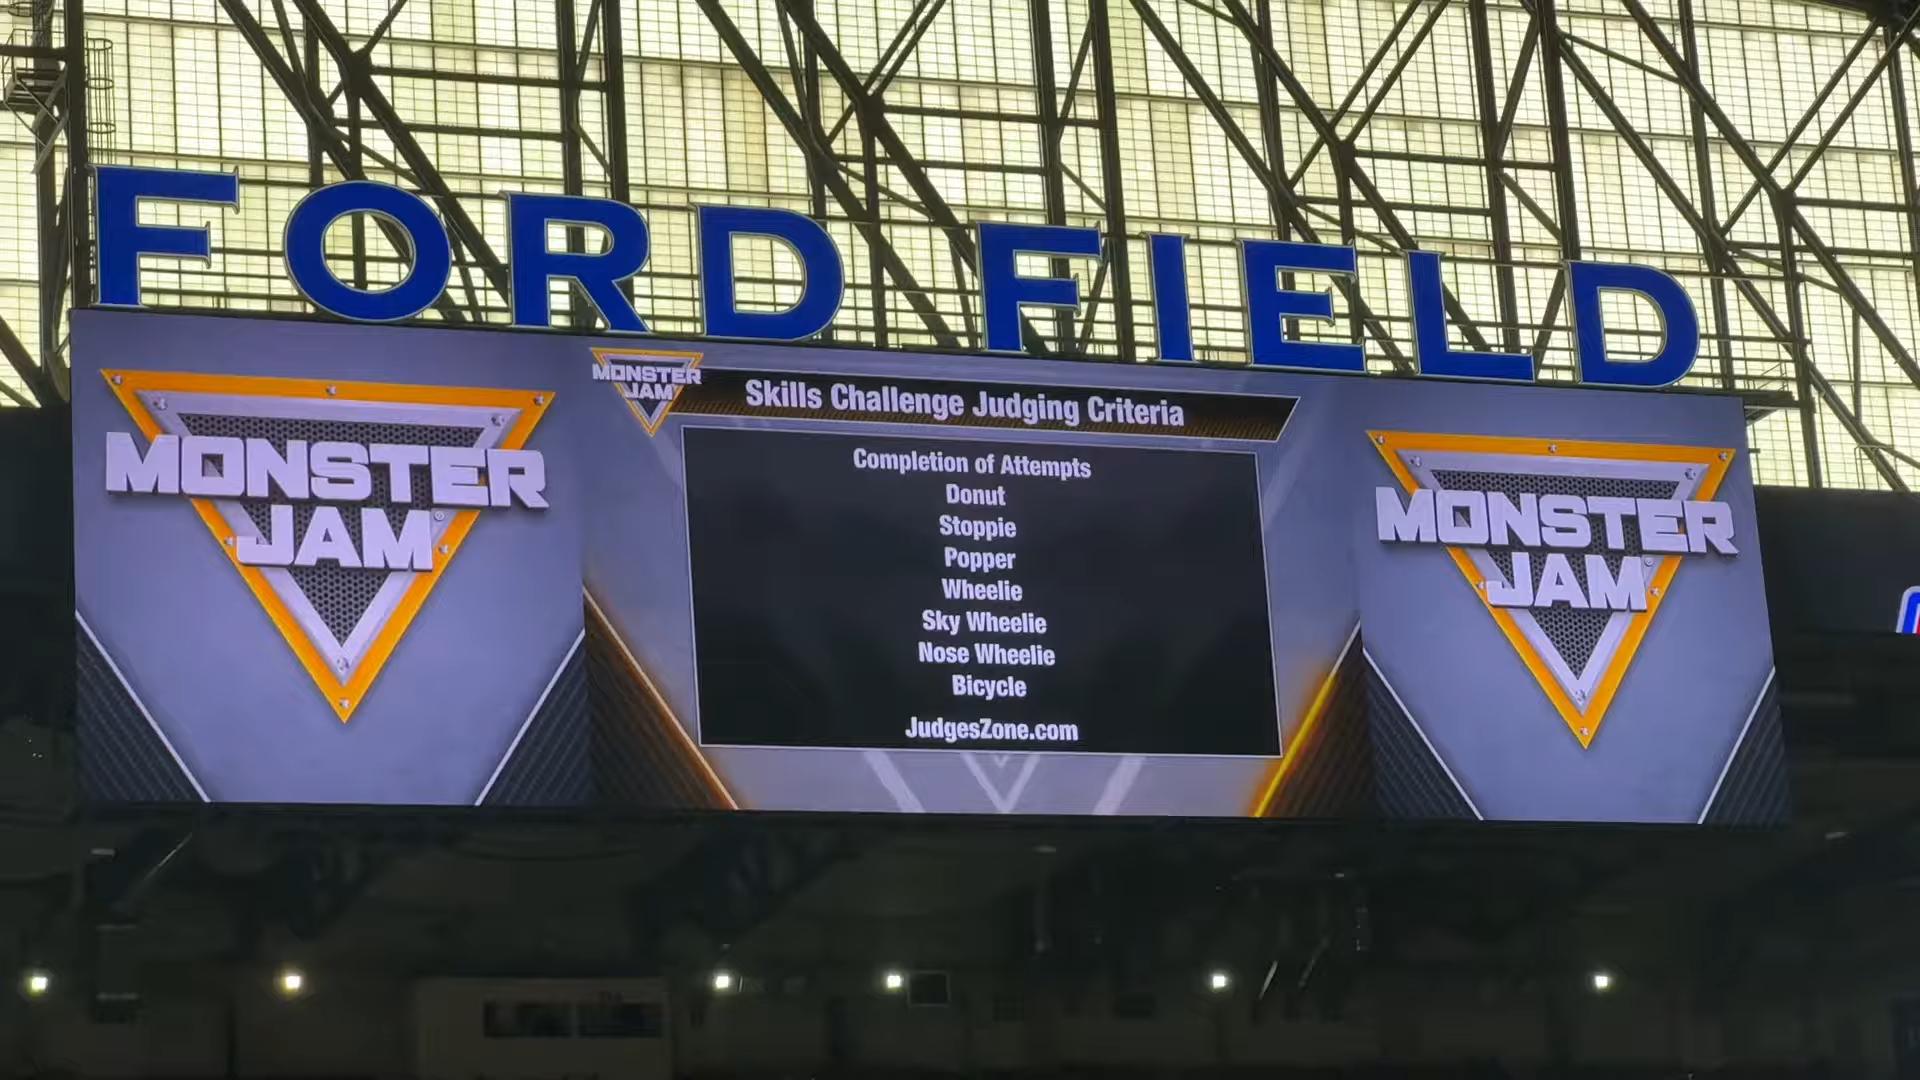 FORD FIELD
MONSTER
JAM
MONSTER
JAM
Skills Challenge Judging Criteria
Completion of Attempts
Donut
Stoppie
Popper
Wheelie
Sky Wheelie
Nose Wheelie
Bicycle
JudgesZone.com
MONSTER
JAM